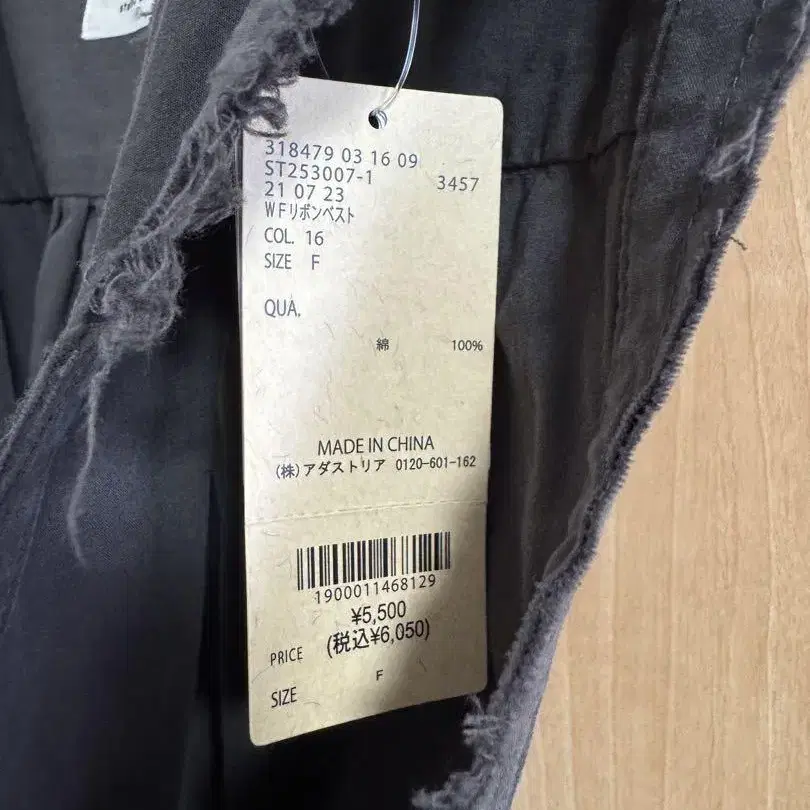 318479 03 16 09
ST253007-1
3457
21 07 23
WFリボンベスト
COL. 16
SIZE F
QUA,
綿 100%
MADE IN CHINA
(株)アダストリア 0120-601-162
1900011468129
¥5,500
(税込¥6,050)
PRICE
F
SIZE